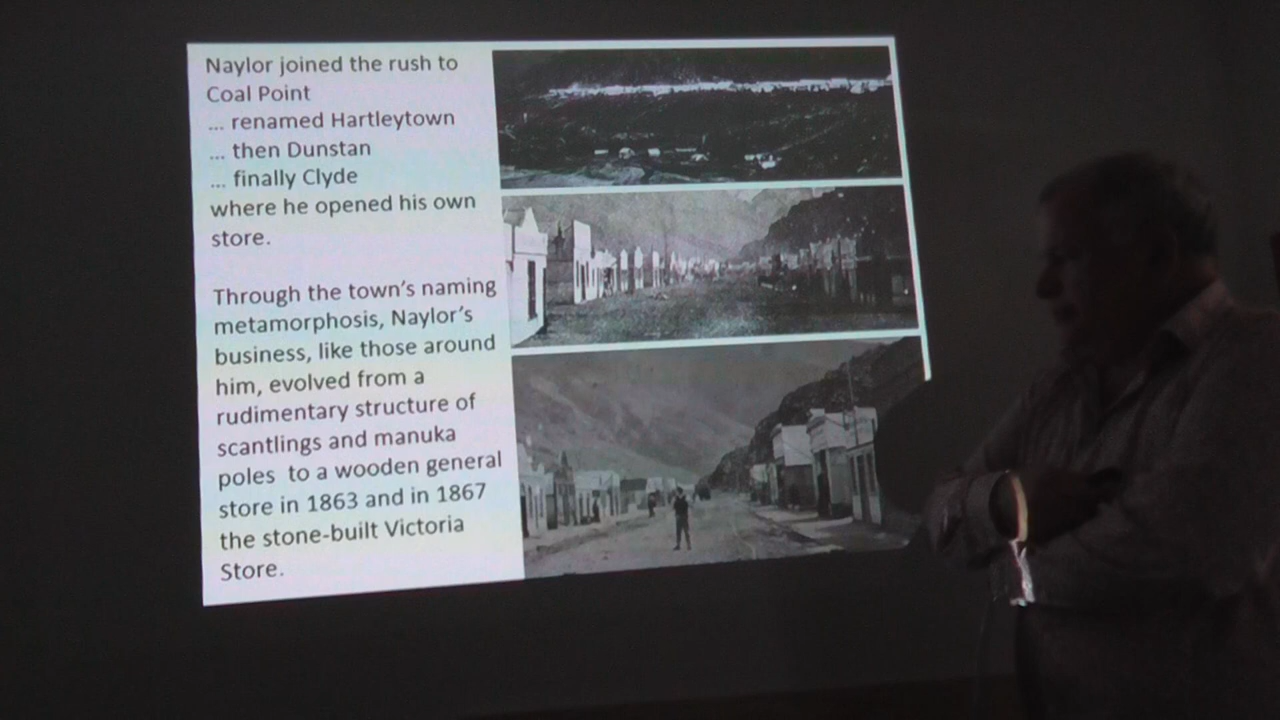 Naylor joined the rush to
Coal Point
... renamed Hartleytown
... then Dunstan
... finally Clyde
where he opened his own
store.
Through the town's naming
metamorphosis, Naylor's
business, like those around
him, evolved from a
rudimentary structure of
scantlings and manuka
poles to a wooden general
store in 1863 and in 1867
the stone-built Victoria
Store.